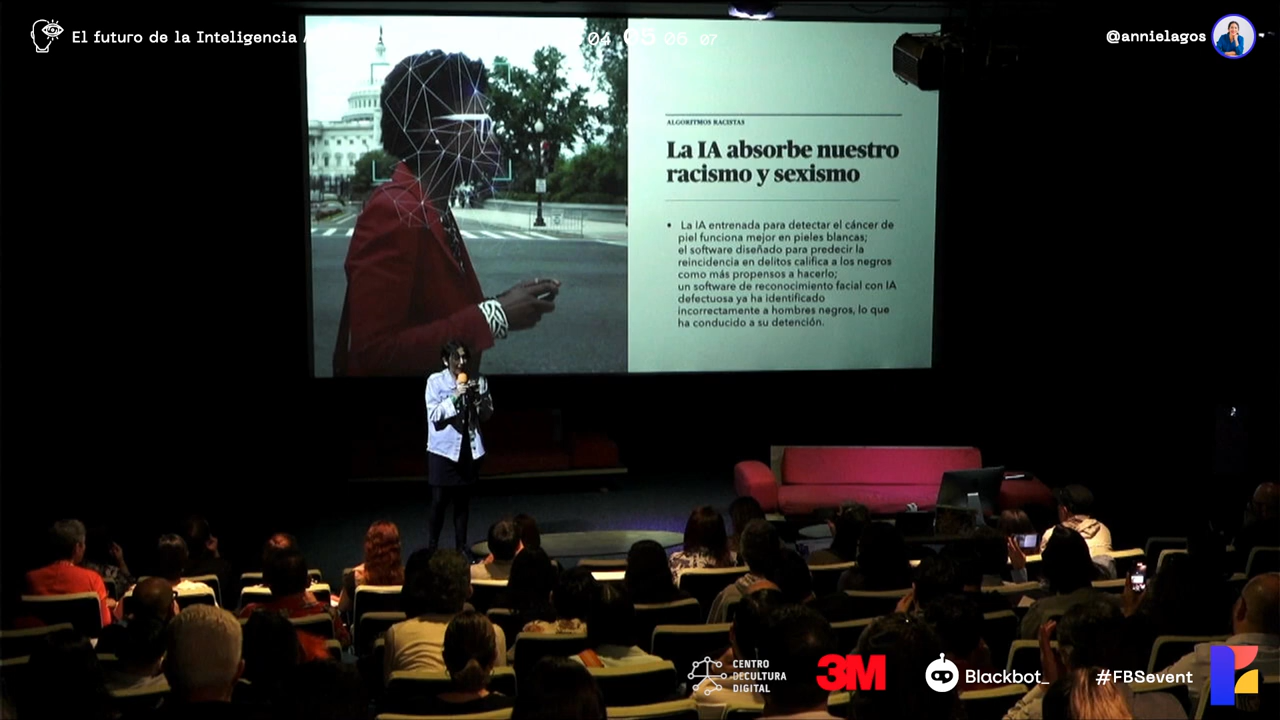 El futuro de la Inteligencia
04 05 06 07
@annielagos
ALGORITMOS RACISTAS
La IA absorbe nuestro
racismo y sexismo
• La IA entrenada para detectar el cáncer de
piel funciona mejor en pieles blancas;
el software diseñado para predecir la
reincidencia en delitos califica a los negros
como más propensos a hacerlo;
un software de reconocimiento facial con IA
defectuosa ya ha identificado
incorrectamente a hombres negros, lo que
ha conducido a su detención.
CENTRO
DECULTURA
DIGITAL
3M
Blackbot_
#FBSevent